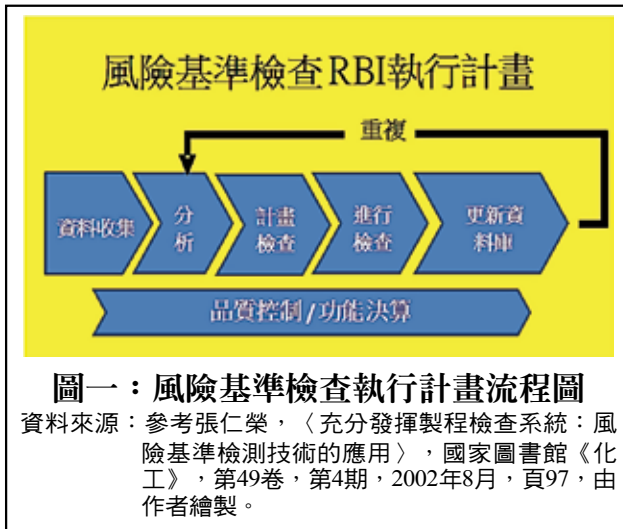 風險基準檢查RBI執行計畫
重複
資料收集
分
析
計畫
檢查
進行
檢查
更新資
料庫
品質控制/功能決算
圖一：風險基準檢查執行計畫流程圖
資料來源：參考張仁榮，〈充分發揮製程檢查系統：風
險基準檢測技術的應用〉，國家圖書館《化
工》，第49卷，第4期，2002年8月，頁97，由
作者繪製。